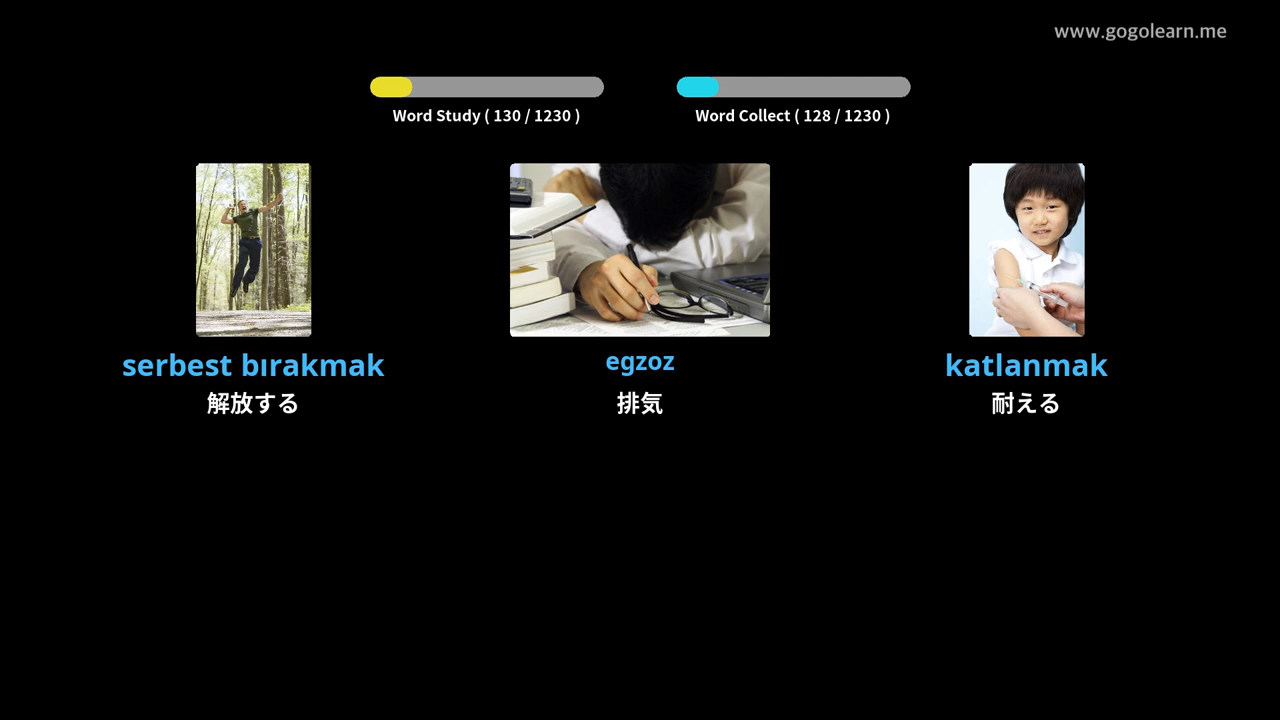 www.gogolearn.me
Word Study ( 130 / 1230 )
Word Collect ( 128 / 1230 )
serbest bırakmak
解放する
egzoz
排気
katlanmak
耐える